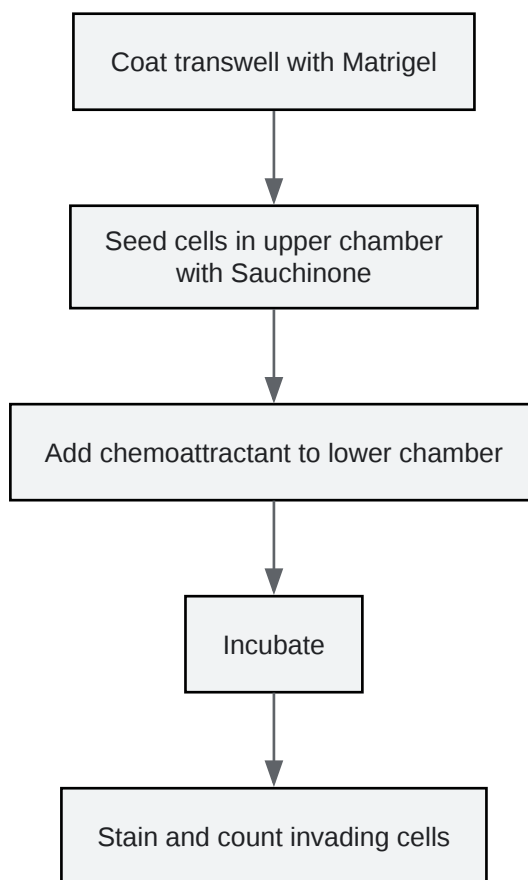 Coat transwell with Matrigel
Seed cells in upper chamber
with Sauchinone
Add chemoattractant to lower chamber
Incubate
Stain and count invading cells